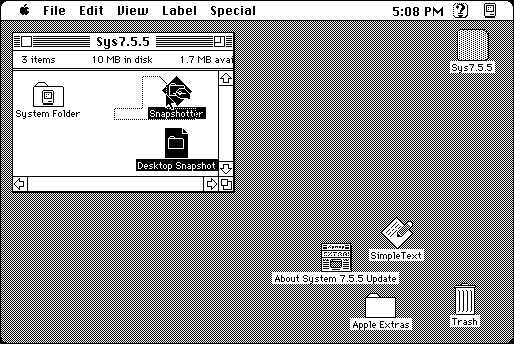 File Edit View Label Special 5:08 PM
Sys7.5.5
3 items 10 MB in disk 1.7 MB avai
System Folder
Snapshotter
Desktop Snapshot
Sys7.5.5
SimpleText
About System 7.5.5 Update
Apple Extras
Trash